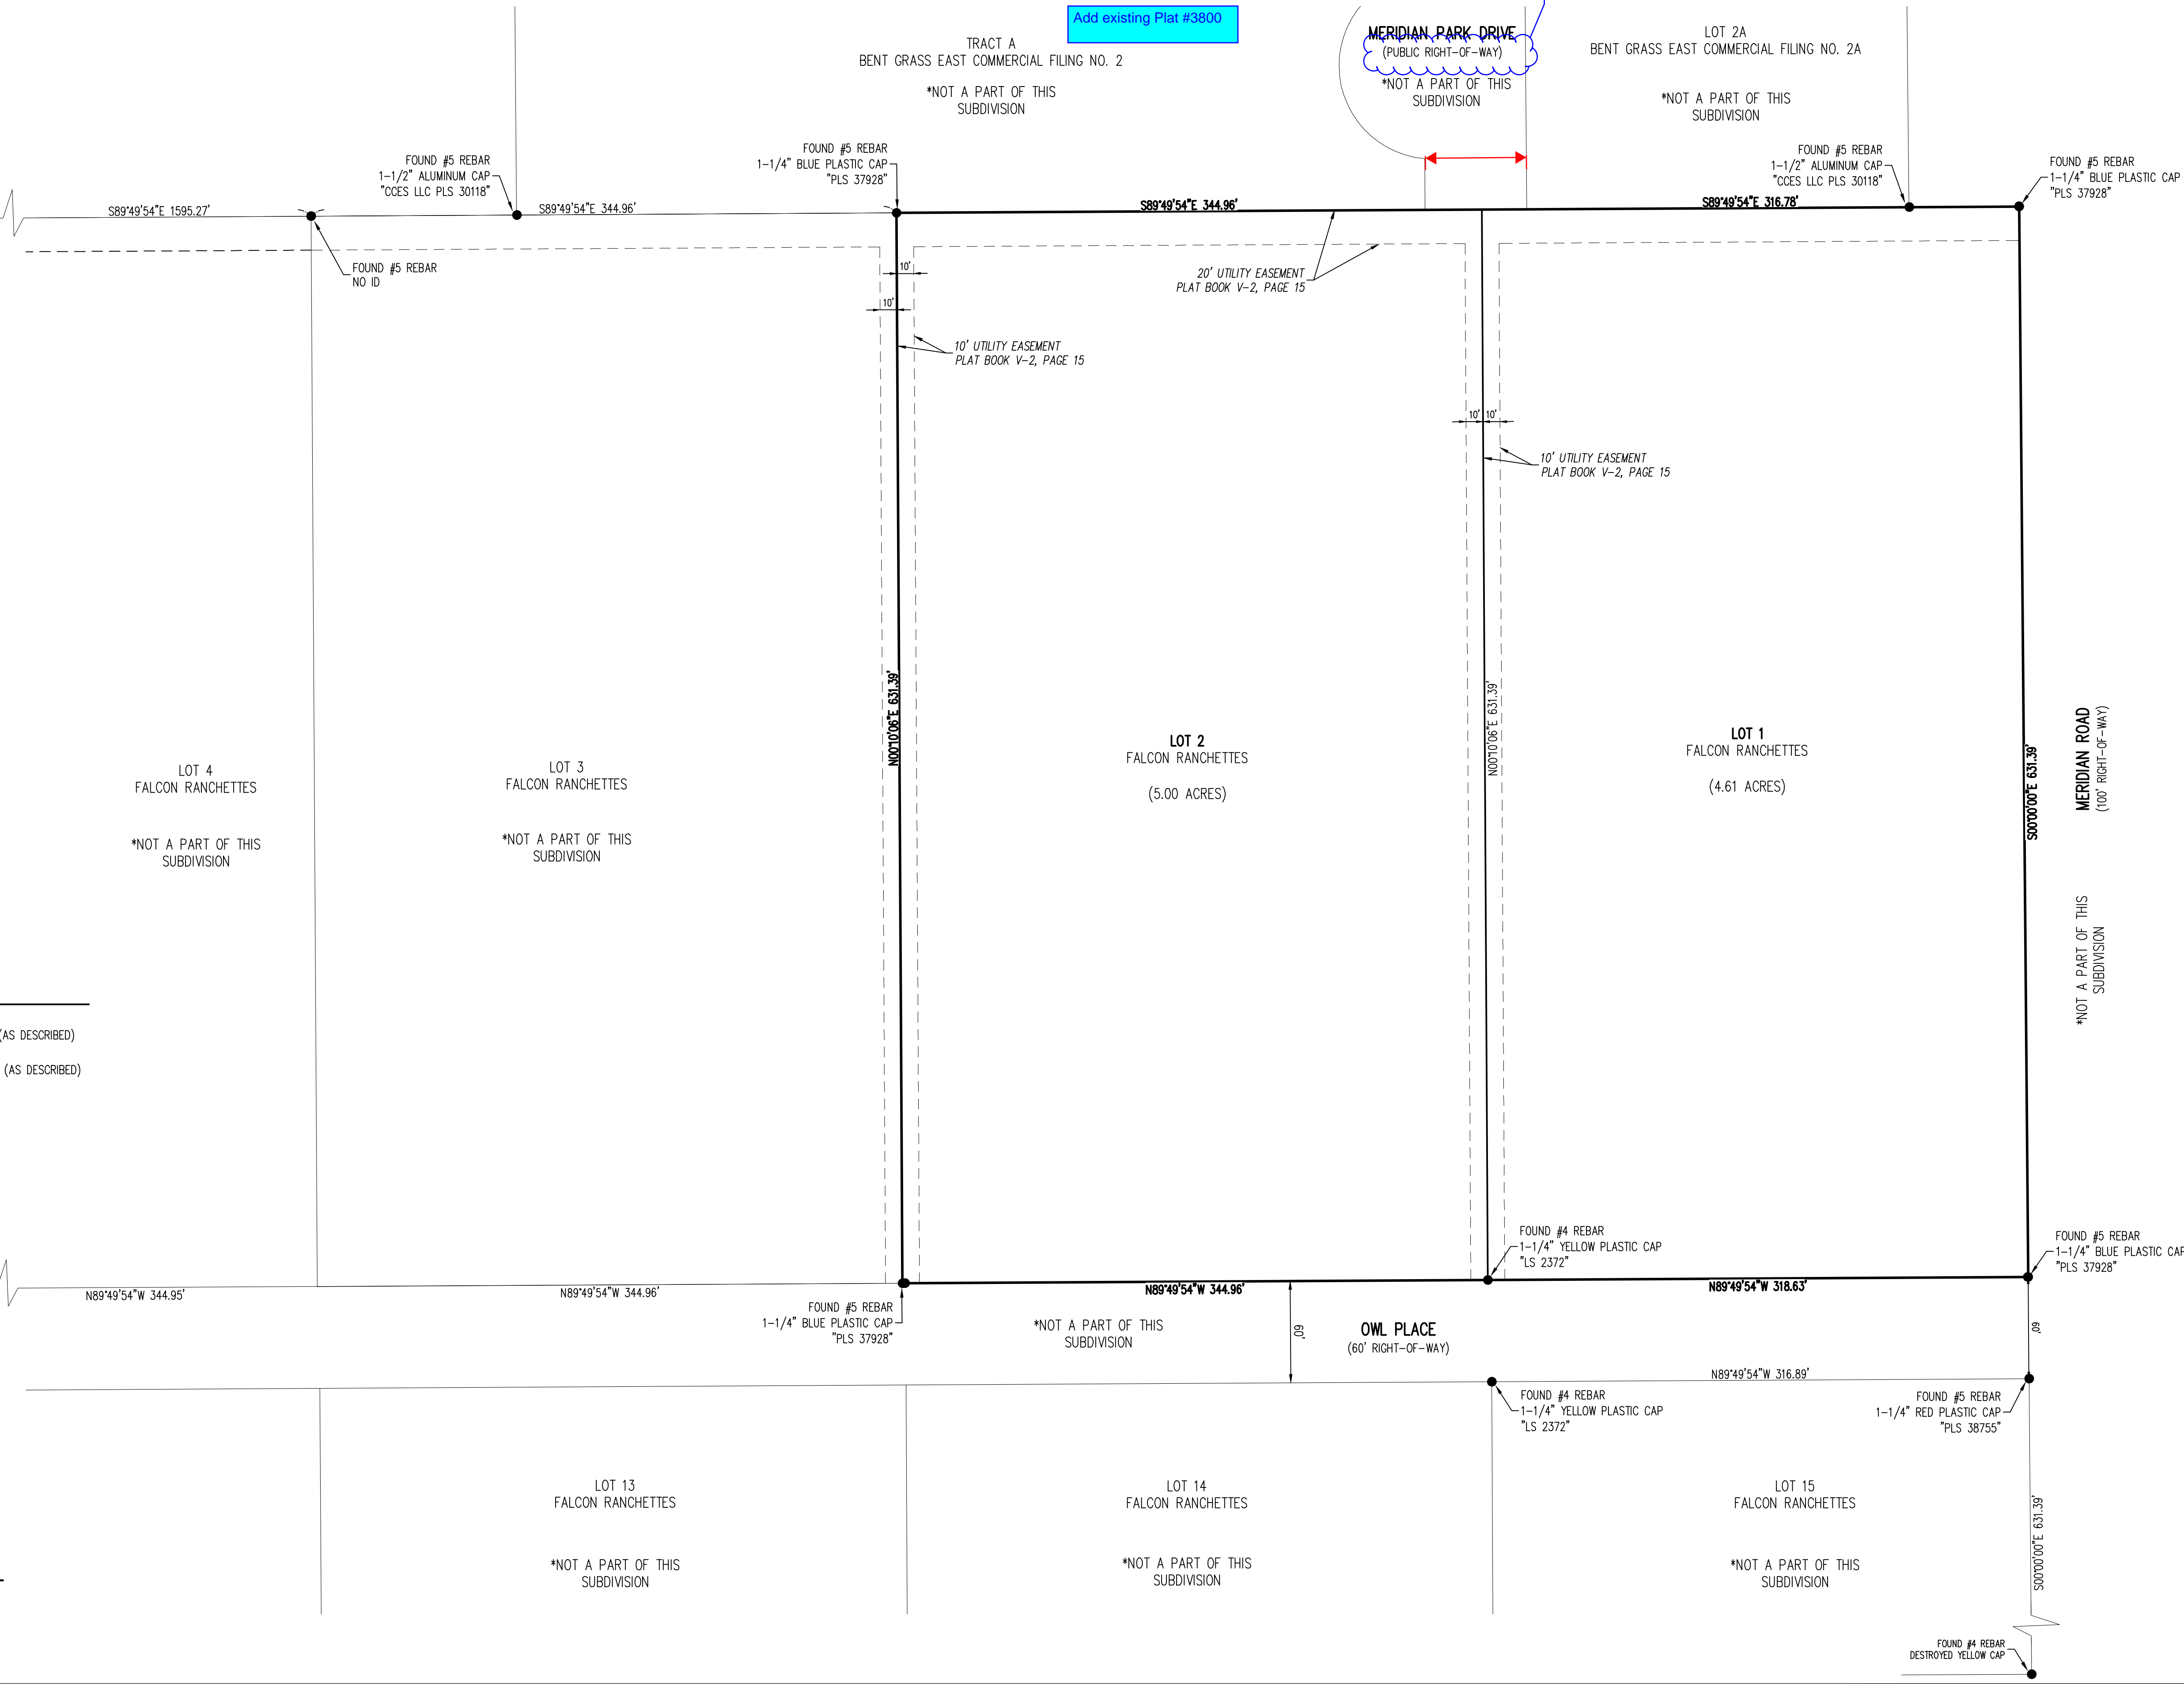 Add existing Plat #3800
TRACT A
BENT GRASS EAST COMMERCIAL FILING NO. 2
*NOT A PART OF THIS
SUBDIVISION
MERIDIAN PARK DRIVE
(PUBLIC RIGHT-OF-WAY)
*NOT A PART OF THIS
SUBDIVISION
LOT 2A
BENT GRASS EAST COMMERCIAL FILING NO. 2A
*NOT A PART OF THIS
SUBDIVISION
FOUND #5 REBAR
1-1/2" ALUMINUM CAP
"CCES LLC PLS 30118"
FOUND #5 REBAR
1-1/4" BLUE PLASTIC CAP
"PLS 37928"
FOUND #5 REBAR
1-1/2" ALUMINUM CAP
"CCES LLC PLS 30118"
FOUND #5 REBAR
1-1/4" BLUE PLASTIC CAP
"PLS 37928"
S89°49'54"E 1595.27'
S89°49'54"E 344.96'
S89°49'54"E 344.96'
S89°49'54"E 316.78'
FOUND #5 REBAR
NO ID
10'
10'
20' UTILITY EASEMENT
PLAT BOOK V-2, PAGE 15
10' UTILITY EASEMENT
PLAT BOOK V-2, PAGE 15
10' 10'
10' UTILITY EASEMENT
PLAT BOOK V-2, PAGE 15
N00°10'06"E 631.39'
N00°10'06"E 631.39'
S00°00'00"E 631.39'
MERIDIAN ROAD
(100' RIGHT-OF-WAY)
*NOT A PART OF THIS
SUBDIVISION
LOT 4
FALCON RANCHETTES
*NOT A PART OF THIS
SUBDIVISION
LOT 3
FALCON RANCHETTES
*NOT A PART OF THIS
SUBDIVISION
LOT 2
FALCON RANCHETTES
(5.00 ACRES)
LOT 1
FALCON RANCHETTES
(4.61 ACRES)
(AS DESCRIBED)
(AS DESCRIBED)
FOUND #4 REBAR
1-1/4" YELLOW PLASTIC CAP
"LS 2372"
FOUND #5 REBAR
1-1/4" BLUE PLASTIC CAP
"PLS 37928"
N89°49'54"W 344.95'
N89°49'54"W 344.96'
N89°49'54"W 344.96'
N89°49'54"W 318.63'
FOUND #5 REBAR
1-1/4" BLUE PLASTIC CAP
"PLS 37928"
*NOT A PART OF THIS
SUBDIVISION
60'
OWL PLACE
(60' RIGHT-OF-WAY)
60'
N89°49'54"W 316.89'
FOUND #4 REBAR
1-1/4" YELLOW PLASTIC CAP
"LS 2372"
FOUND #5 REBAR
1-1/4" RED PLASTIC CAP
"PLS 38755"
LOT 13
FALCON RANCHETTES
*NOT A PART OF THIS
SUBDIVISION
LOT 14
FALCON RANCHETTES
*NOT A PART OF THIS
SUBDIVISION
LOT 15
FALCON RANCHETTES
*NOT A PART OF THIS
SUBDIVISION
S00°00'00"E 631.39'
FOUND #4 REBAR
DESTROYED YELLOW CAP